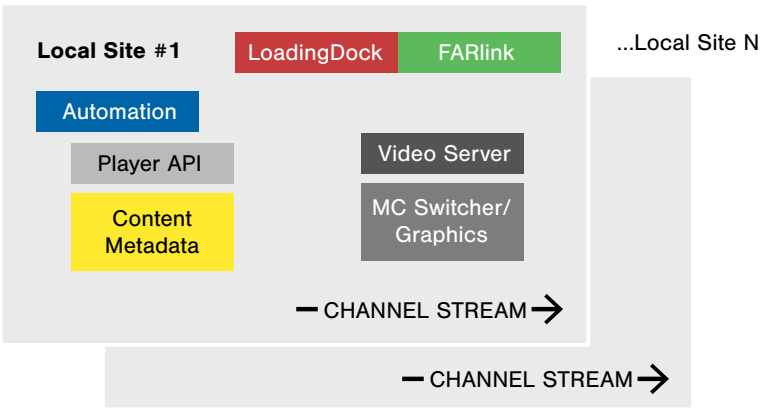 Local Site #1
LoadingDock
FARlink
...Local Site N
Automation
Player API
Content
Metadata
Video Server
MC Switcher/
Graphics
CHANNEL STREAM
CHANNEL STREAM